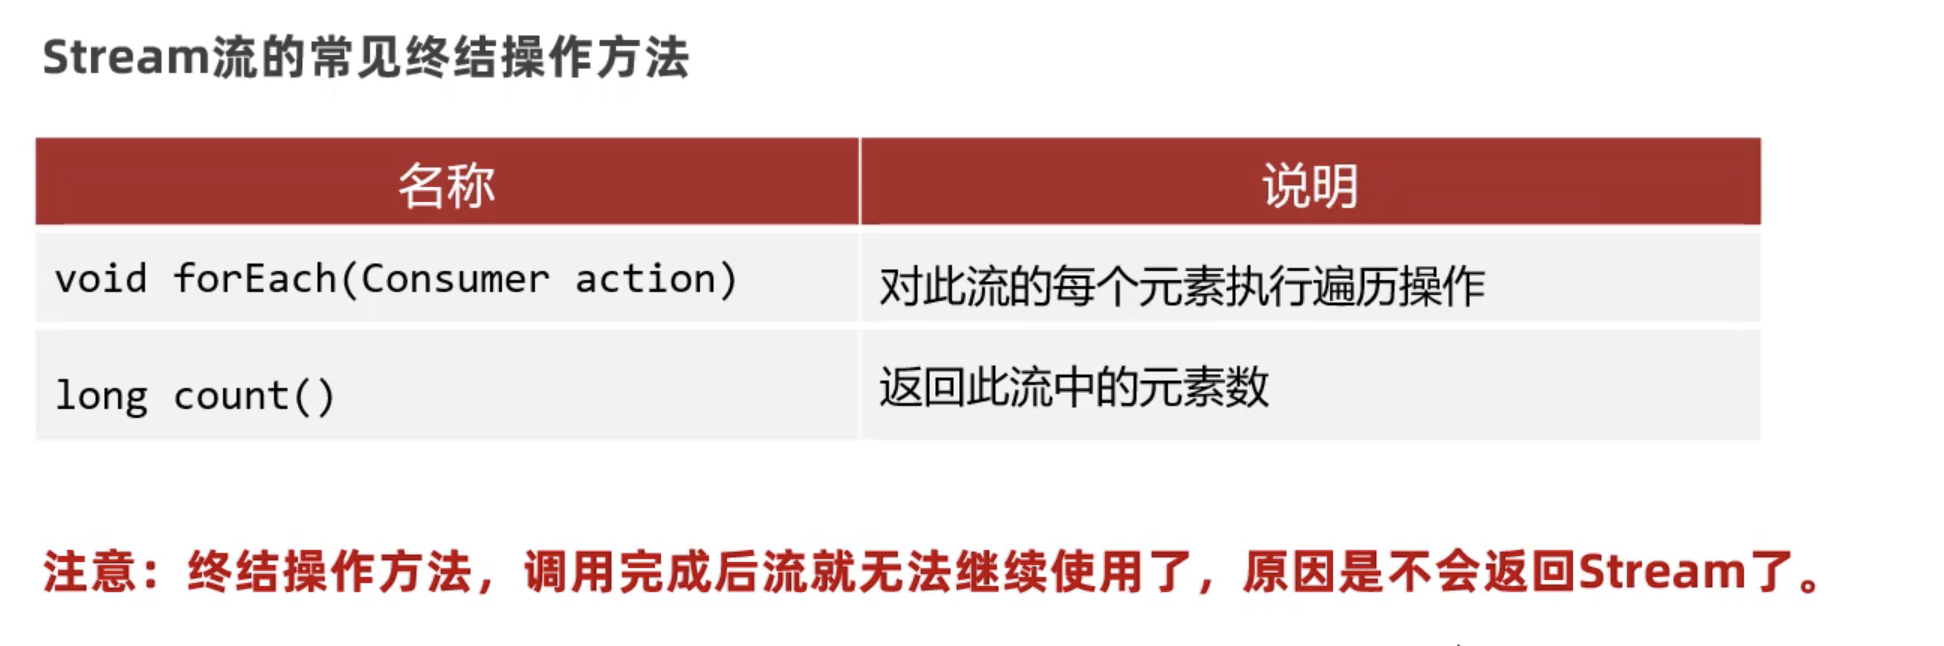 Stream流的常见终结操作方法
名称 说明
void forEach(Consumer action) 对此流的每个元素执行遍历操作
long count() 返回此流中的元素数
注意：终结操作方法，调用完成后流就无法继续使用了，原因是不会返回Stream了。